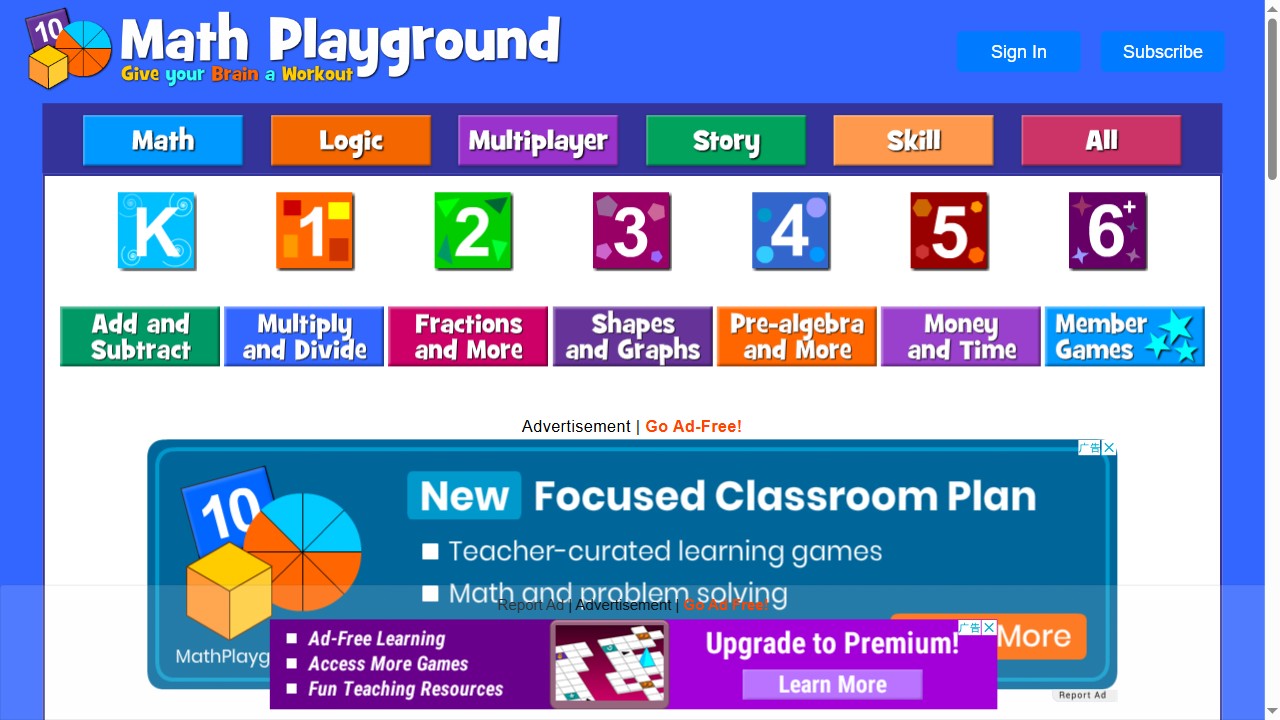 10
Math Playground
Give your Brain a Workout
Sign In
Subscribe
Math
Logic
Multiplayer
Story
Skill
All
K
1
2
3
4
5
6+
Add and
Subtract
Multiply
and Divide
Fractions
and More
Shapes
and Graphs
Pre-algebra
and More
Money
and Time
Member
Games
Advertisement | Go Ad-Free!
广告
10
New Focused Classroom Plan
Teacher-curated learning games
Math and problem solving
MathPlayg
More
Report Ad | Advertisement | Go Ad Free!
广告
Ad-Free Learning
Access More Games
Fun Teaching Resources
Upgrade to Premium!
Learn More
Report Ad